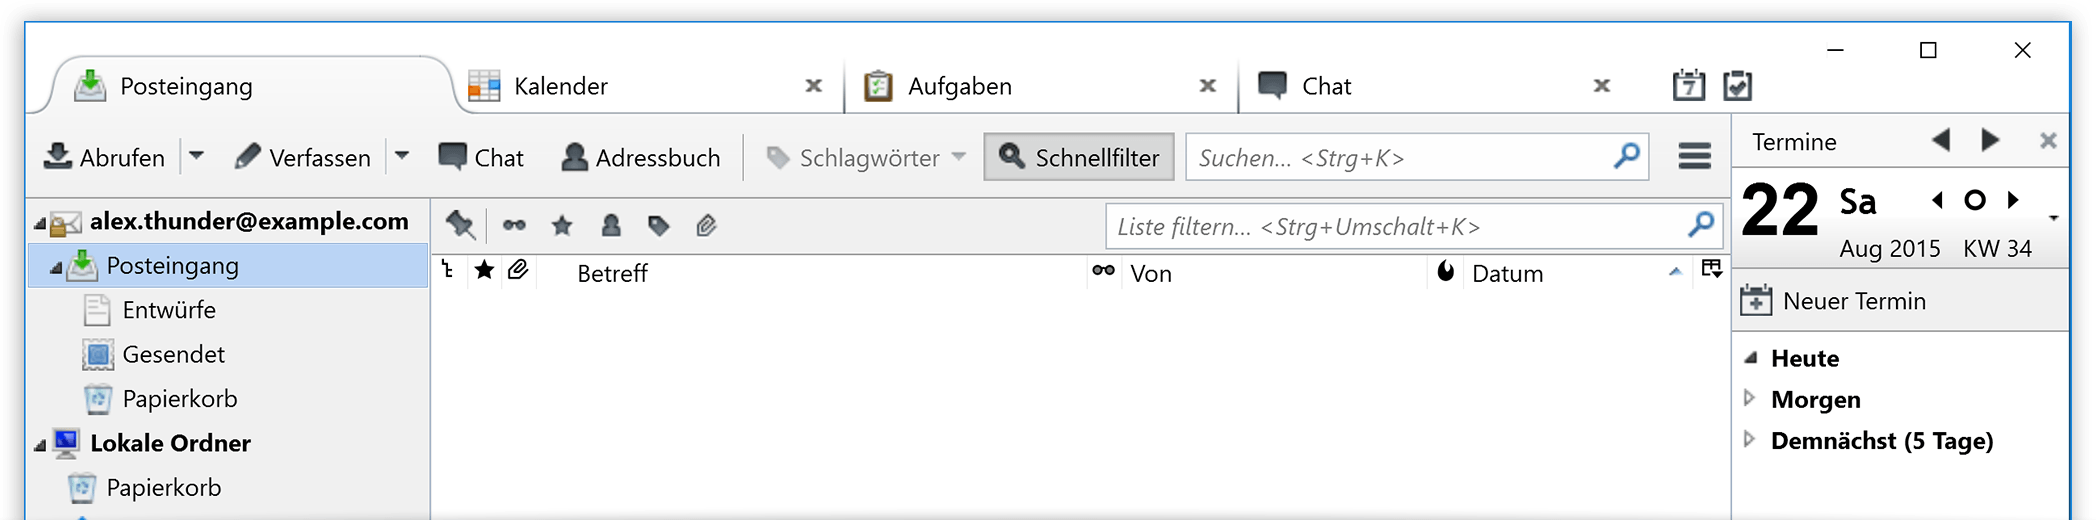 Posteingang
Kalender
Aufgaben
Chat
7
Abrufen
Verfassen
Chat
Adressbuch
Schlagwörter
Schnellfilter
Suchen... <Strg+K>
Termine
alex.thunder@example.com
Posteingang
Entwürfe
Gesendet
Papierkorb
Lokale Ordner
Papierkorb
Liste filtern... <Strg+Umschalt+K>
Betreff
Von
Datum
22
Sa
Aug 2015 KW 34
Neuer Termin
Heute
Morgen
Demnächst (5 Tage)